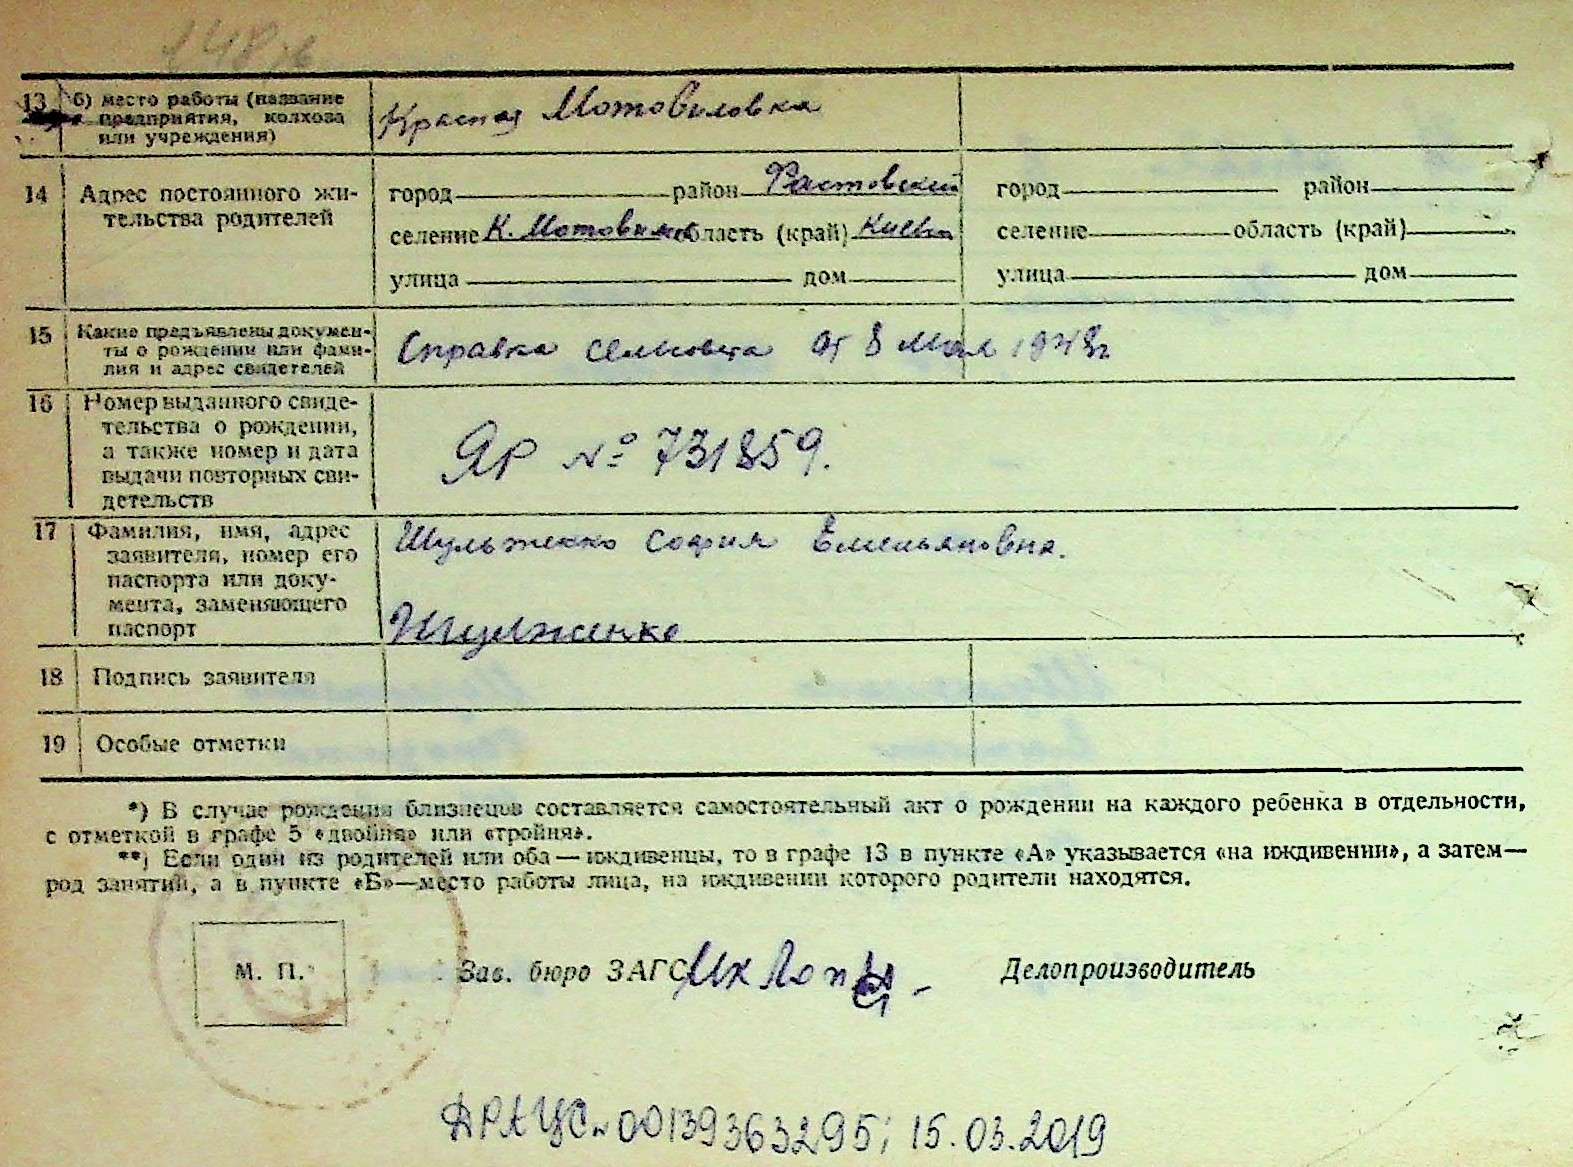 148
13 б) место работы (название предприятия, колхоза или учреждения) Красная Мотовиловка
14 Адрес постоянного жительства родителей
город район Фастовский город район
селение К. Мотовил область (край) Киевск селение область (край)
улица дом улица дом
15 Какие предъявлены документы о рождении или фамилия и адрес свидетелей Справка сельсовета от 8 Мая 1948г
16 Номер выданного свидетельства о рождении, а также номер и дата выдачи повторных свидетельств ЯР № 731859.
17 Фамилия, имя, адрес заявителя, номер его паспорта или документа, заменяющего паспорт Шульженко София Емельяновна.
Шулженко
18 Подпись заявителя
19 Особые отметки
*) В случае рождения близнецов составляется самостоятельный акт о рождении на каждого ребенка в отдельности,
с отметкой в графе 5 «двойня» или «тройня».
**) Если один из родителей или оба — иждивенцы, то в графе 13 в пункте «А» указывается «на иждивении», а затем—
род занятий, а в пункте «Б»—место работы лица, на иждивении которого родители находятся.
М. П. Зав. бюро ЗАГС Делопроизводитель
ДРАЦС № 00139363295; 15.03.2019